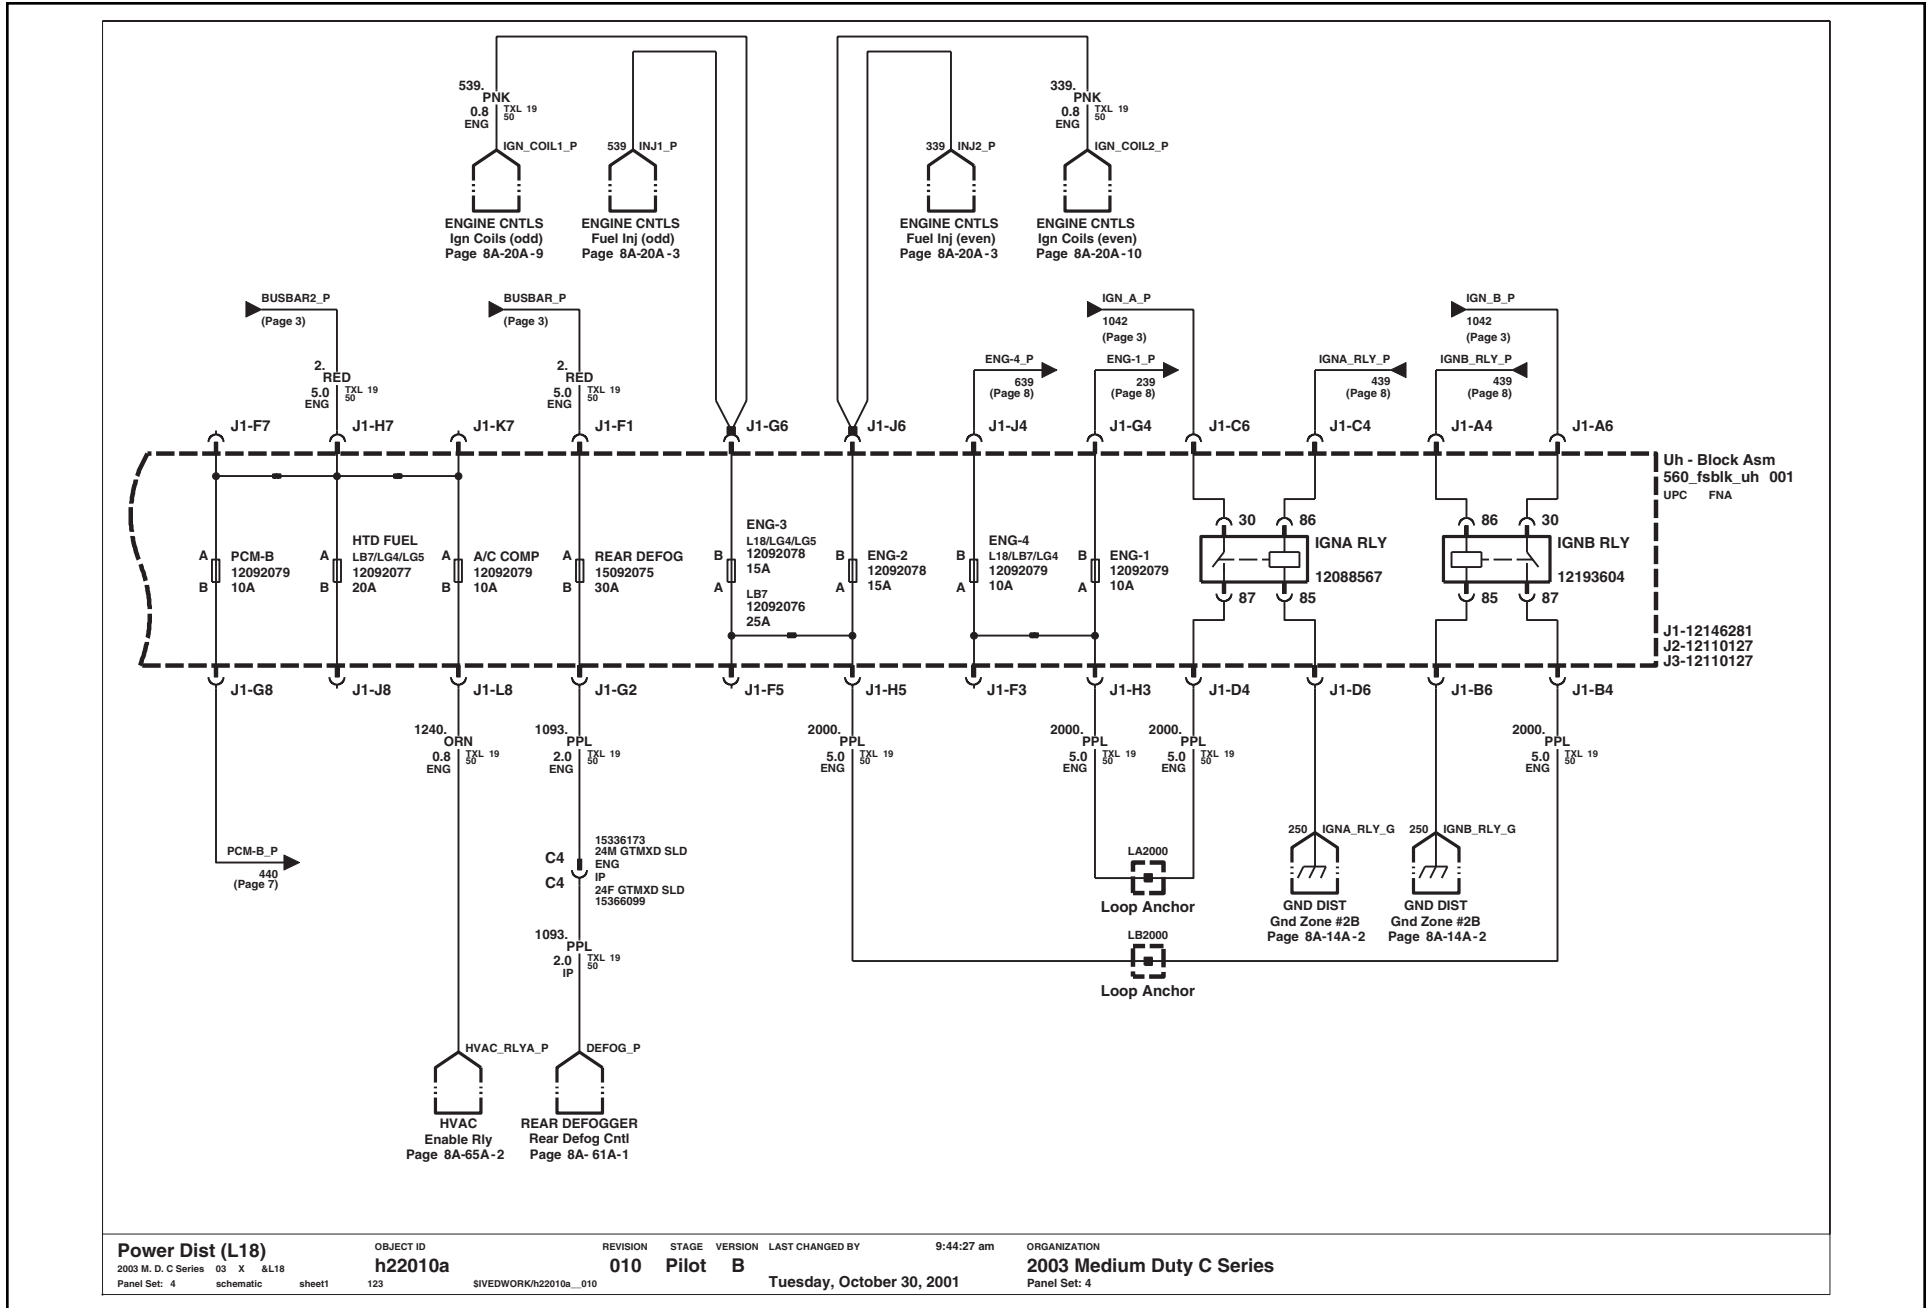 539.
PNK
0.8
ENG
TXL 19
50
IGN_COIL1_P
539
INJ1_P
339
INJ2_P
339.
PNK
0.8
ENG
TXL 19
50
IGN_COIL2_P
ENGINE CNTLS
Ign Coils (odd)
Page 8A-20A-9
ENGINE CNTLS
Fuel Inj (odd)
Page 8A-20A-3
ENGINE CNTLS
Fuel Inj (even)
Page 8A-20A-3
ENGINE CNTLS
Ign Coils (even)
Page 8A-20A-10
BUSBAR2_P
(Page 3)
BUSBAR_P
(Page 3)
IGN_A_P
1042
(Page 3)
IGN_B_P
1042
(Page 3)
2.
RED
5.0
ENG
TXL 19
50
2.
RED
5.0
ENG
TXL 19
50
ENG-4_P
639
(Page 8)
ENG-1_P
239
(Page 8)
IGNA_RLY_P
439
(Page 8)
IGNB_RLY_P
439
(Page 8)
J1-F7
J1-H7
J1-K7
J1-F1
J1-G6
J1-J6
J1-J4
J1-G4
J1-C6
J1-C4
J1-A4
J1-A6
Uh - Block Asm
560_fsblk_uh 001
UPC FNA
A
B
PCM-B
12092079
10A
A
B
HTD FUEL
LB7/LG4/LG5
12092077
20A
A
B
A/C COMP
12092079
10A
A
B
REAR DEFOG
15092075
30A
B
A
ENG-3
L18/LG4/LG5
12092078
15A
LB7
12092076
25A
B
A
ENG-2
12092078
15A
B
A
ENG-4
L18/LB7/LG4
12092079
10A
B
A
ENG-1
12092079
10A
30
86
IGNA RLY
12088567
87
85
86
30
IGNB RLY
12193604
85
87
J1-12146281
J2-12110127
J3-12110127
J1-G8
J1-J8
J1-L8
J1-G2
J1-F5
J1-H5
J1-F3
J1-H3
J1-D4
J1-D6
J1-B6
J1-B4
1240.
ORN
0.8
ENG
TXL 19
50
1093.
PPL
2.0
ENG
TXL 19
50
2000.
PPL
5.0
ENG
TXL 19
50
2000.
PPL
5.0
ENG
TXL 19
50
2000.
PPL
5.0
ENG
TXL 19
50
2000.
PPL
5.0
ENG
TXL 19
50
PCM-B_P
440
(Page 7)
C4
C4
15336173
24M GTMXD SLD
ENG
IP
24F GTMXD SLD
15366099
LA2000
Loop Anchor
250
IGNA_RLY_G
250
IGNB_RLY_G
GND DIST
Gnd Zone #2B
Page 8A-14A-2
GND DIST
Gnd Zone #2B
Page 8A-14A-2
1093.
PPL
2.0
IP
TXL 19
50
LB2000
Loop Anchor
HVAC_RLYA_P
DEFOG_P
HVAC
Enable Rly
Page 8A-65A-2
REAR DEFOGGER
Rear Defog Cntl
Page 8A- 61A-1
Power Dist (L18)
2003 M. D. C Series 03 X &L18
Panel Set: 4 schematic sheet1
OBJECT ID
h22010a
123
$IVEDWORK/h22010a__010
REVISION
010
STAGE
Pilot
VERSION
B
LAST CHANGED BY
9:44:27 am
Tuesday, October 30, 2001
ORGANIZATION
2003 Medium Duty C Series
Panel Set: 4